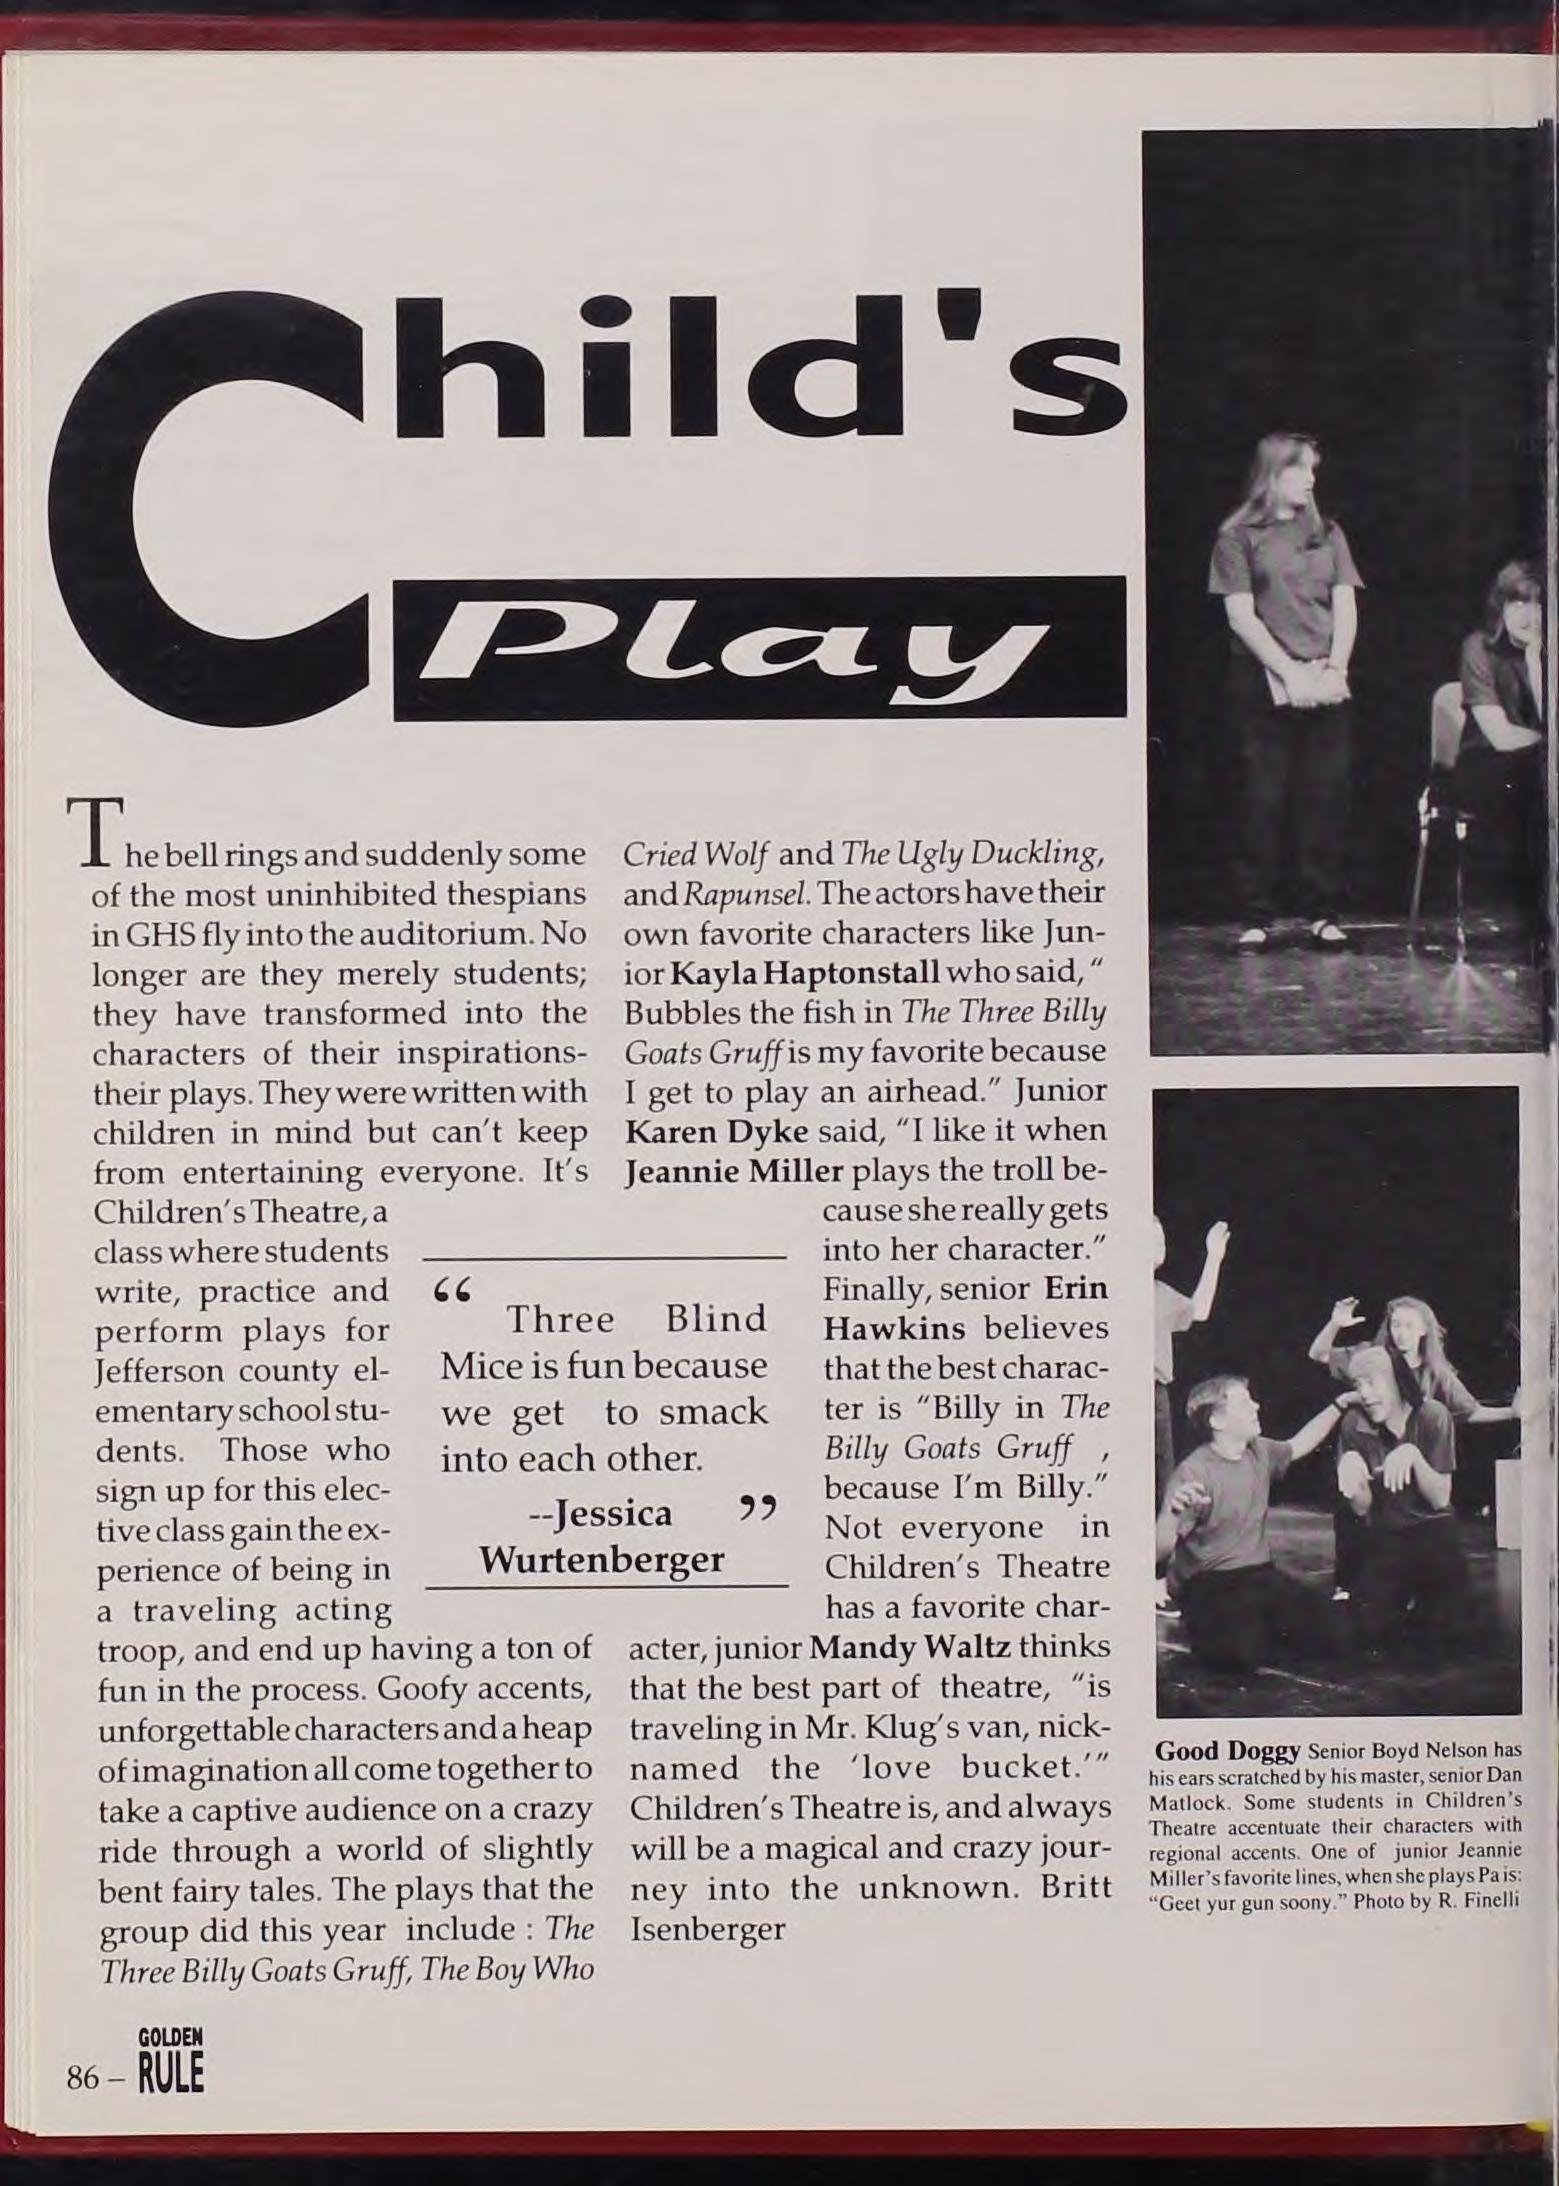 Child's
Play
The bell rings and suddenly some
of the most uninhibited thespians
in GHS fly into the auditorium. No
longer are they merely students;
they have transformed into the
characters of their inspirations-
their plays. They were written with
children in mind but can't keep
from entertaining everyone. It's
Children's Theatre, a
class where students
write, practice and
perform plays for
Jefferson county el-
ementary school stu-
dents. Those who
sign up for this elec-
tive class gain the ex-
perience of being in
a traveling acting
troop, and end up having a ton of
fun in the process. Goofy accents,
unforgettable characters and a heap
of imagination all come together to
take a captive audience on a crazy
ride through a world of slightly
bent fairy tales. The plays that the
group did this year include : The
Three Billy Goats Gruff, The Boy Who
Cried Wolf and The Ugly Duckling,
and Rapunsel. The actors have their
own favorite characters like Jun-
ior Kayla Haptonstall who said, "
Bubbles the fish in The Three Billy
Goats Gruff is my favorite because
I get to play an airhead." Junior
Karen Dyke said, "I like it when
Jeannie Miller plays the troll be-
cause she really gets
into her character."
Finally, senior Erin
Hawkins believes
that the best charac-
ter is "Billy in The
Billy Goats Gruff ,
because I'm Billy."
Not everyone in
Children's Theatre
has a favorite char-
acter, junior Mandy Waltz thinks
that the best part of theatre, "is
traveling in Mr. Klug's van, nick-
named the 'love bucket.'"
Children's Theatre is, and always
will be a magical and crazy jour-
ney into the unknown. Britt
Isenberger
“
Three Blind
Mice is fun because
we get to smack
into each other.
--Jessica ”
Wurtenberger
Good Doggy Senior Boyd Nelson has
his ears scratched by his master, senior Dan
Matlock. Some students in Children's
Theatre accentuate their characters with
regional accents. One of junior Jeannie
Miller's favorite lines, when she plays Pa is:
"Geet yur gun soony." Photo by R. Finelli
GOLDEN
86 – RULE